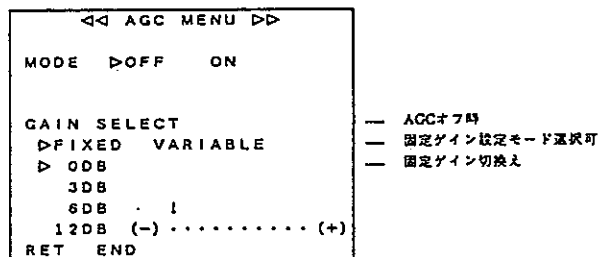 ◁◁ AGC MENU ▷▷
MODE ▷OFF ON
GAIN SELECT
▷FIXED VARIABLE
▷ 0DB
3DB
6DB
12DB (−) ·········· (+)
RET END
AGCオフ時
固定ゲイン設定モード選択可
固定ゲイン切換え